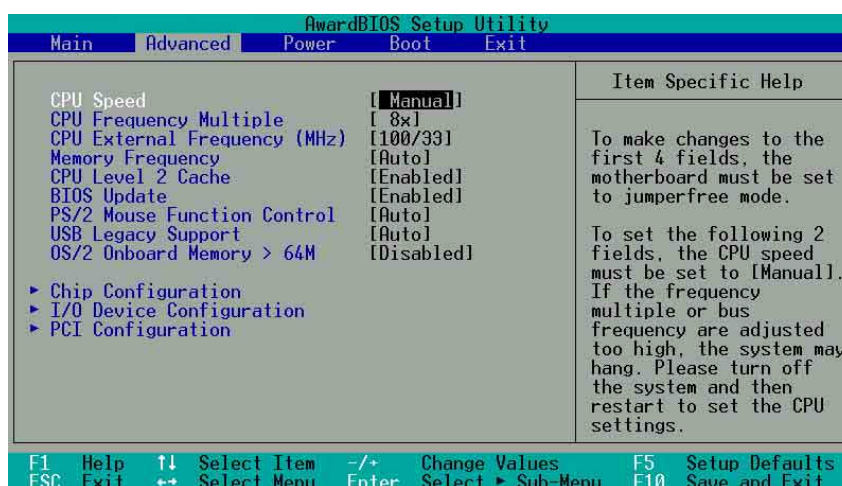 AwardBIOS Setup Utility
Main Advanced Power Boot Exit
CPU Speed [ Manual]
CPU Frequency Multiple [ 8x]
CPU External Frequency (MHz) [100/33]
Memory Frequency [Auto]
CPU Level 2 Cache [Enabled]
BIOS Update [Enabled]
PS/2 Mouse Function Control [Auto]
USB Legacy Support [Auto]
OS/2 Onboard Memory > 64M [Disabled]
▶ Chip Configuration
▶ I/O Device Configuration
▶ PCI Configuration
Item Specific Help
To make changes to the
first 4 fields, the
motherboard must be set
to jumperfree mode.
To set the following 2
fields, the CPU speed
must be set to [Manual].
If the frequency
multiple or bus
frequency are adjusted
too high, the system may
hang. Please turn off
the system and then
restart to set the CPU
settings.
F1 Help ↑↓ Select Item -/+ Change Values F5 Setup Defaults
ESC Exit ←→ Select Menu Enter Select ▶ Sub-Menu F10 Save and Exit